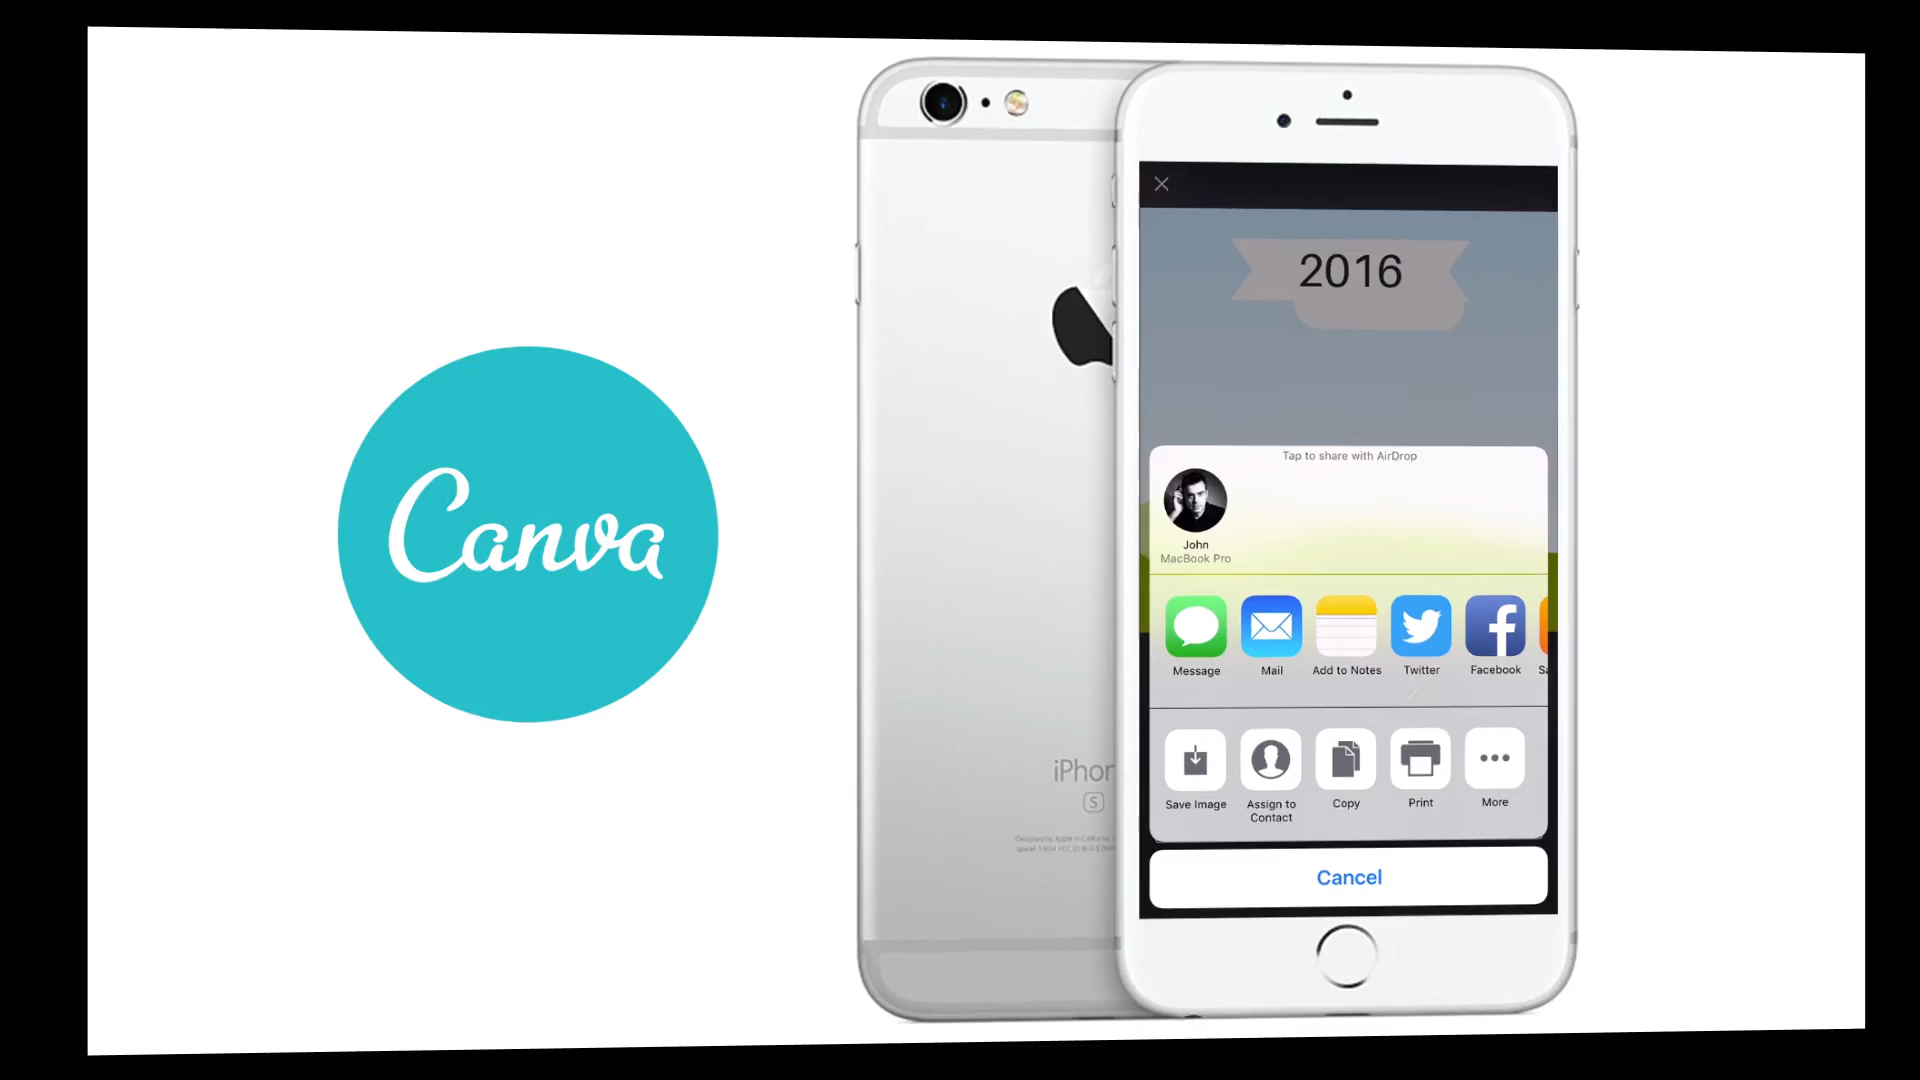 Canva
2016
Tap to share with AirDrop
John
MacBook Pro
Message
Mail
Add to Notes
Twitter
Facebook
Save Image
Assign to
Contact
Copy
Print
More
Cancel
iPhon
S